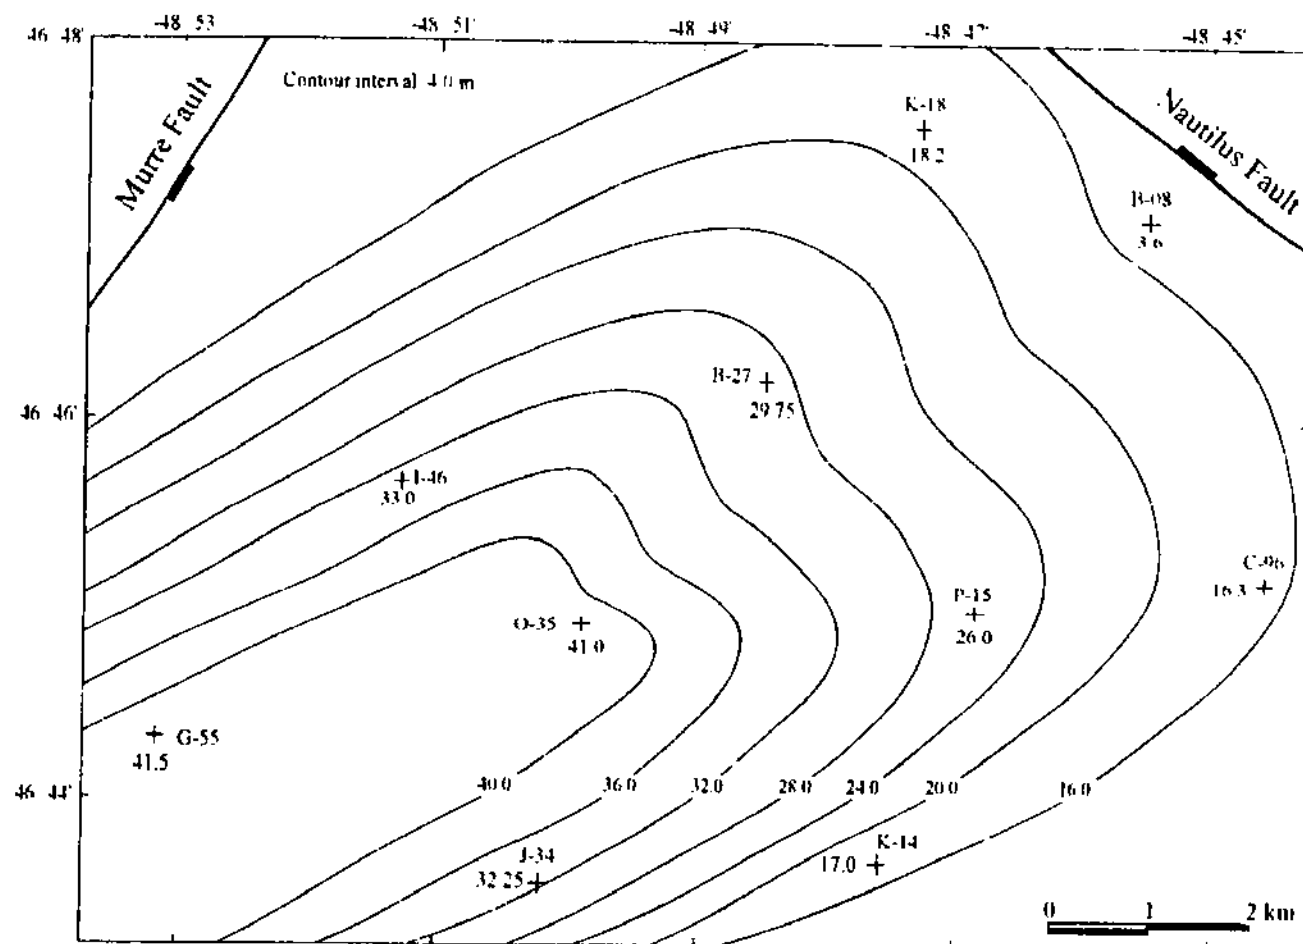 -48 53
-48 51'
-48 49'
-48 47'
-48 45'
46 48'
Contour interval 4.0 m
Murre Fault
Nautilus Fault
K-18
18.2
B-08
3.6
B-27
29.75
46 46'
I-46
33.0
C-96
16.3
P-15
26.0
O-35
41.0
G-55
41.5
46 44'
40.0
36.0
32.0
28.0
24.0
20.0
16.0
J-34
32.25
K-14
17.0
0 1 2 km